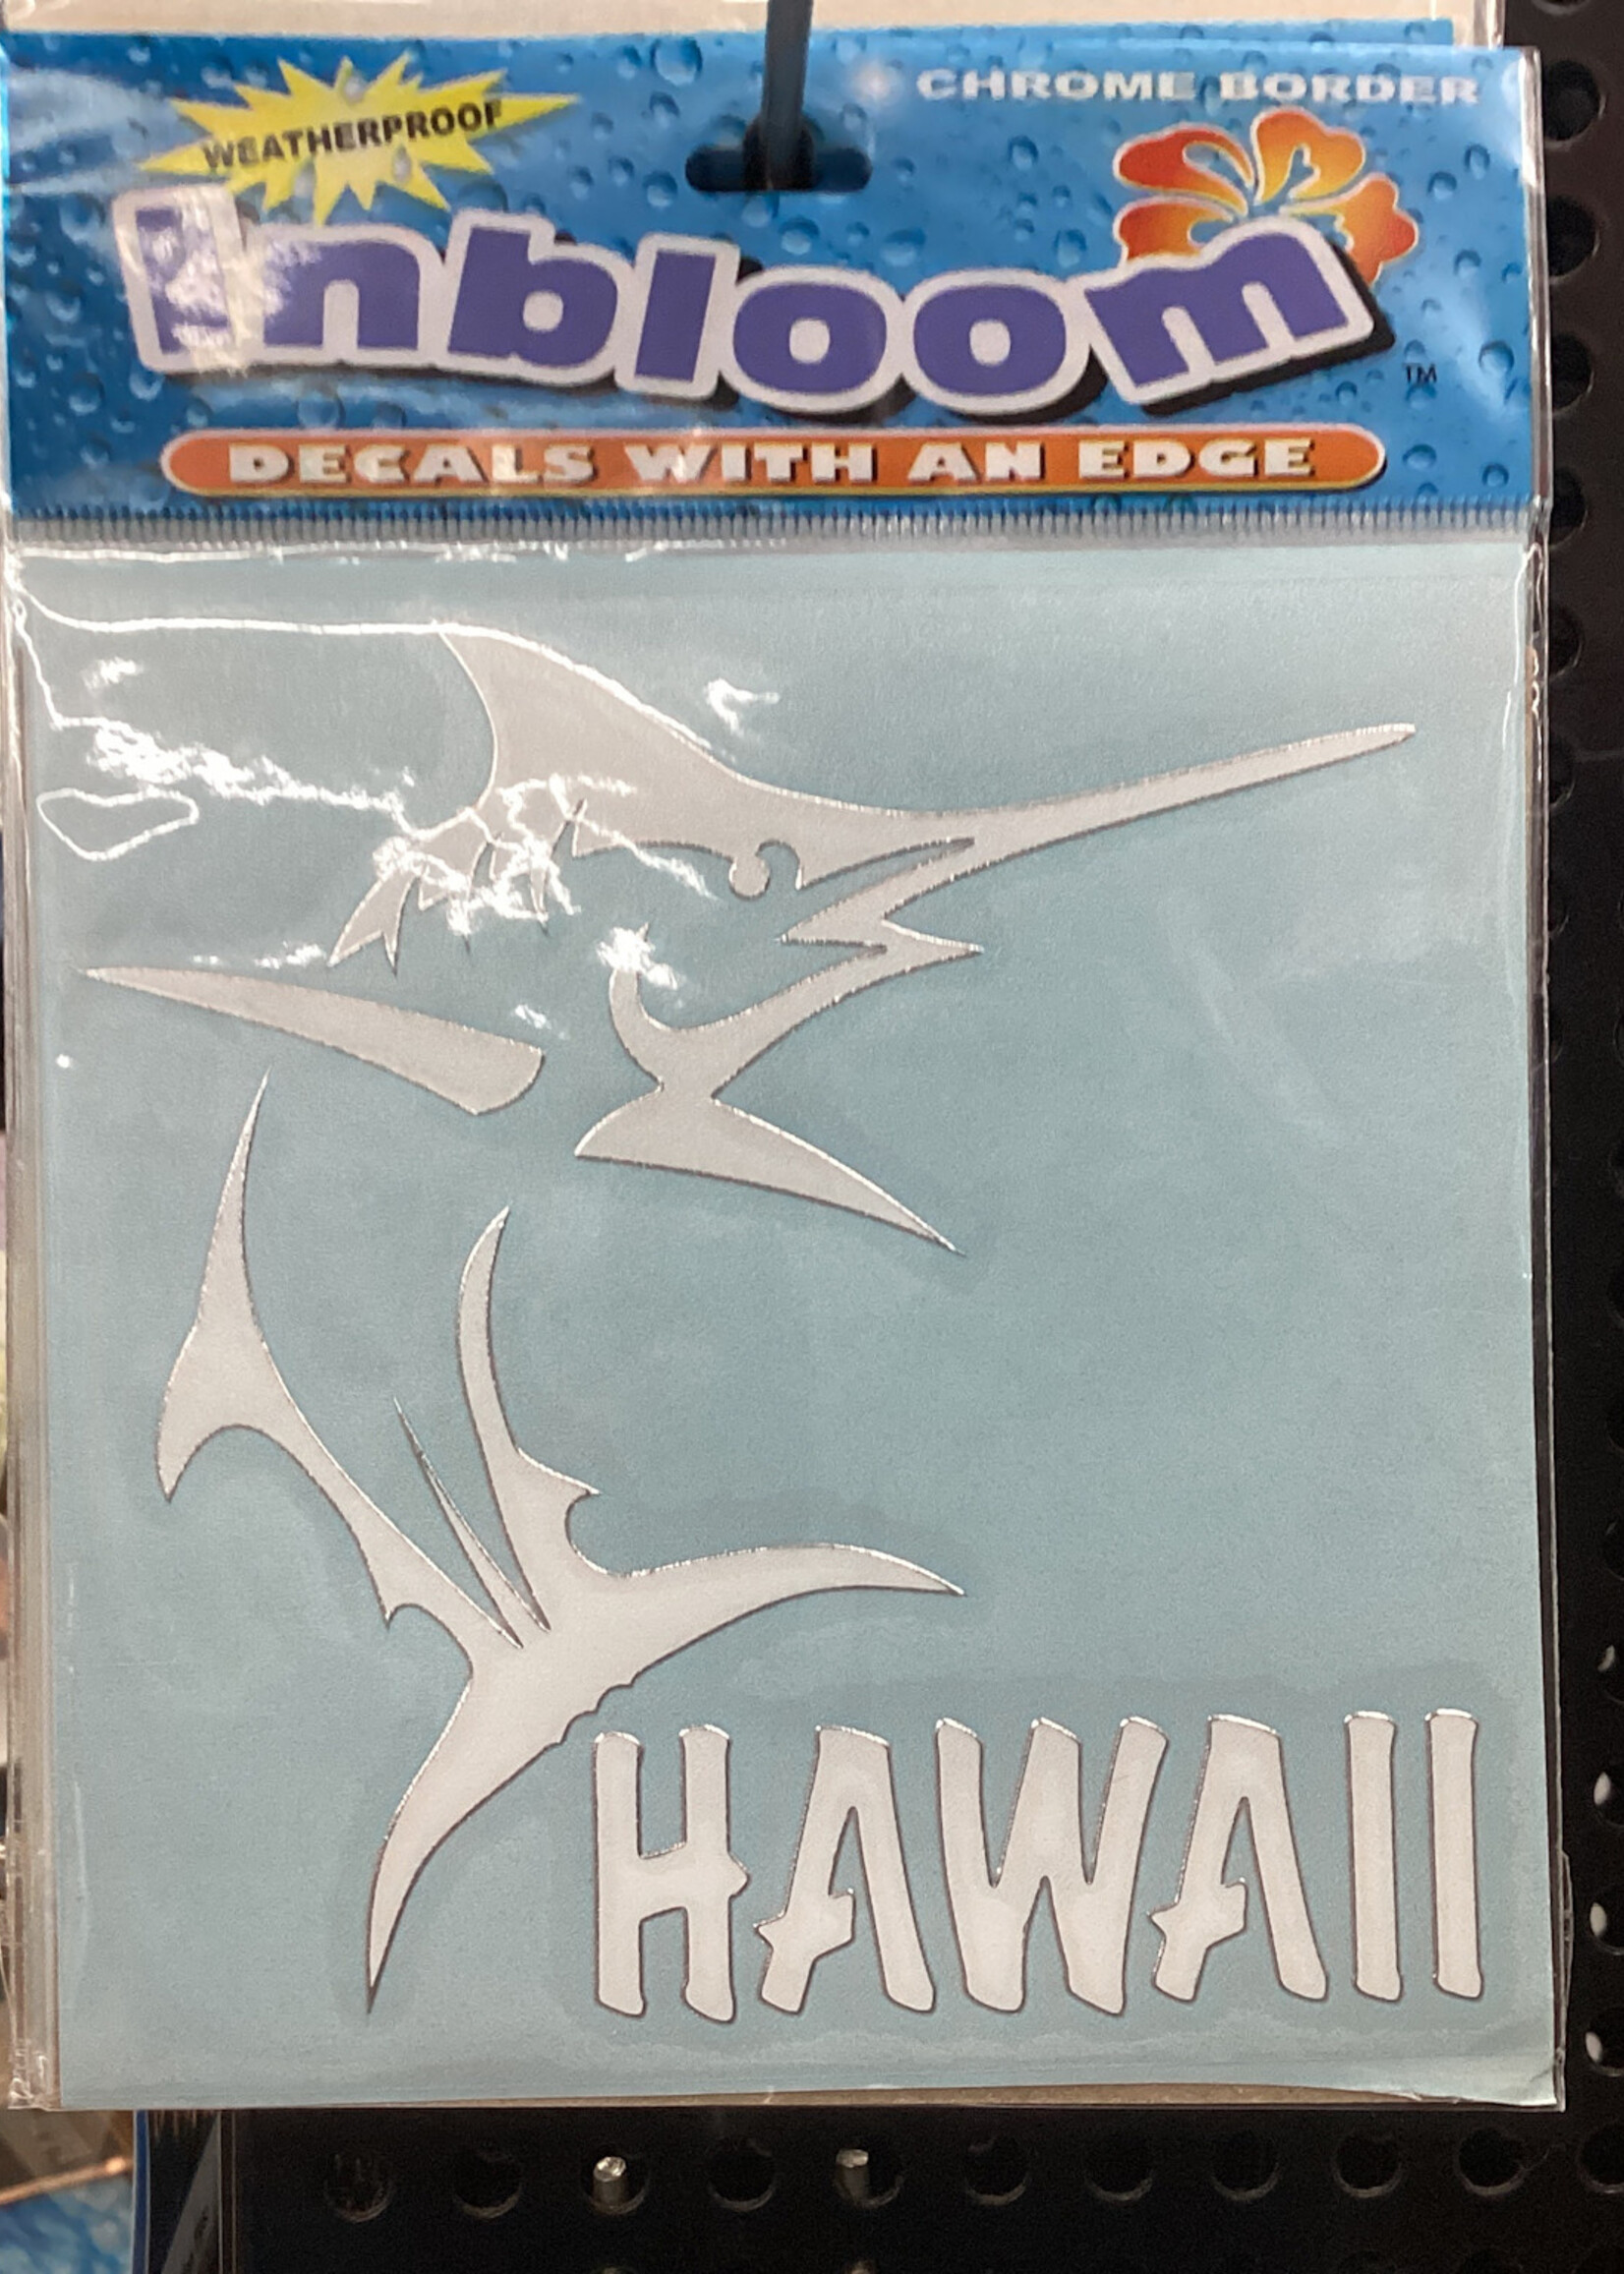 CHROME BORDER
WEATHERPROOF
Inbloom TM
DECALS WITH AN EDGE
HAWAII